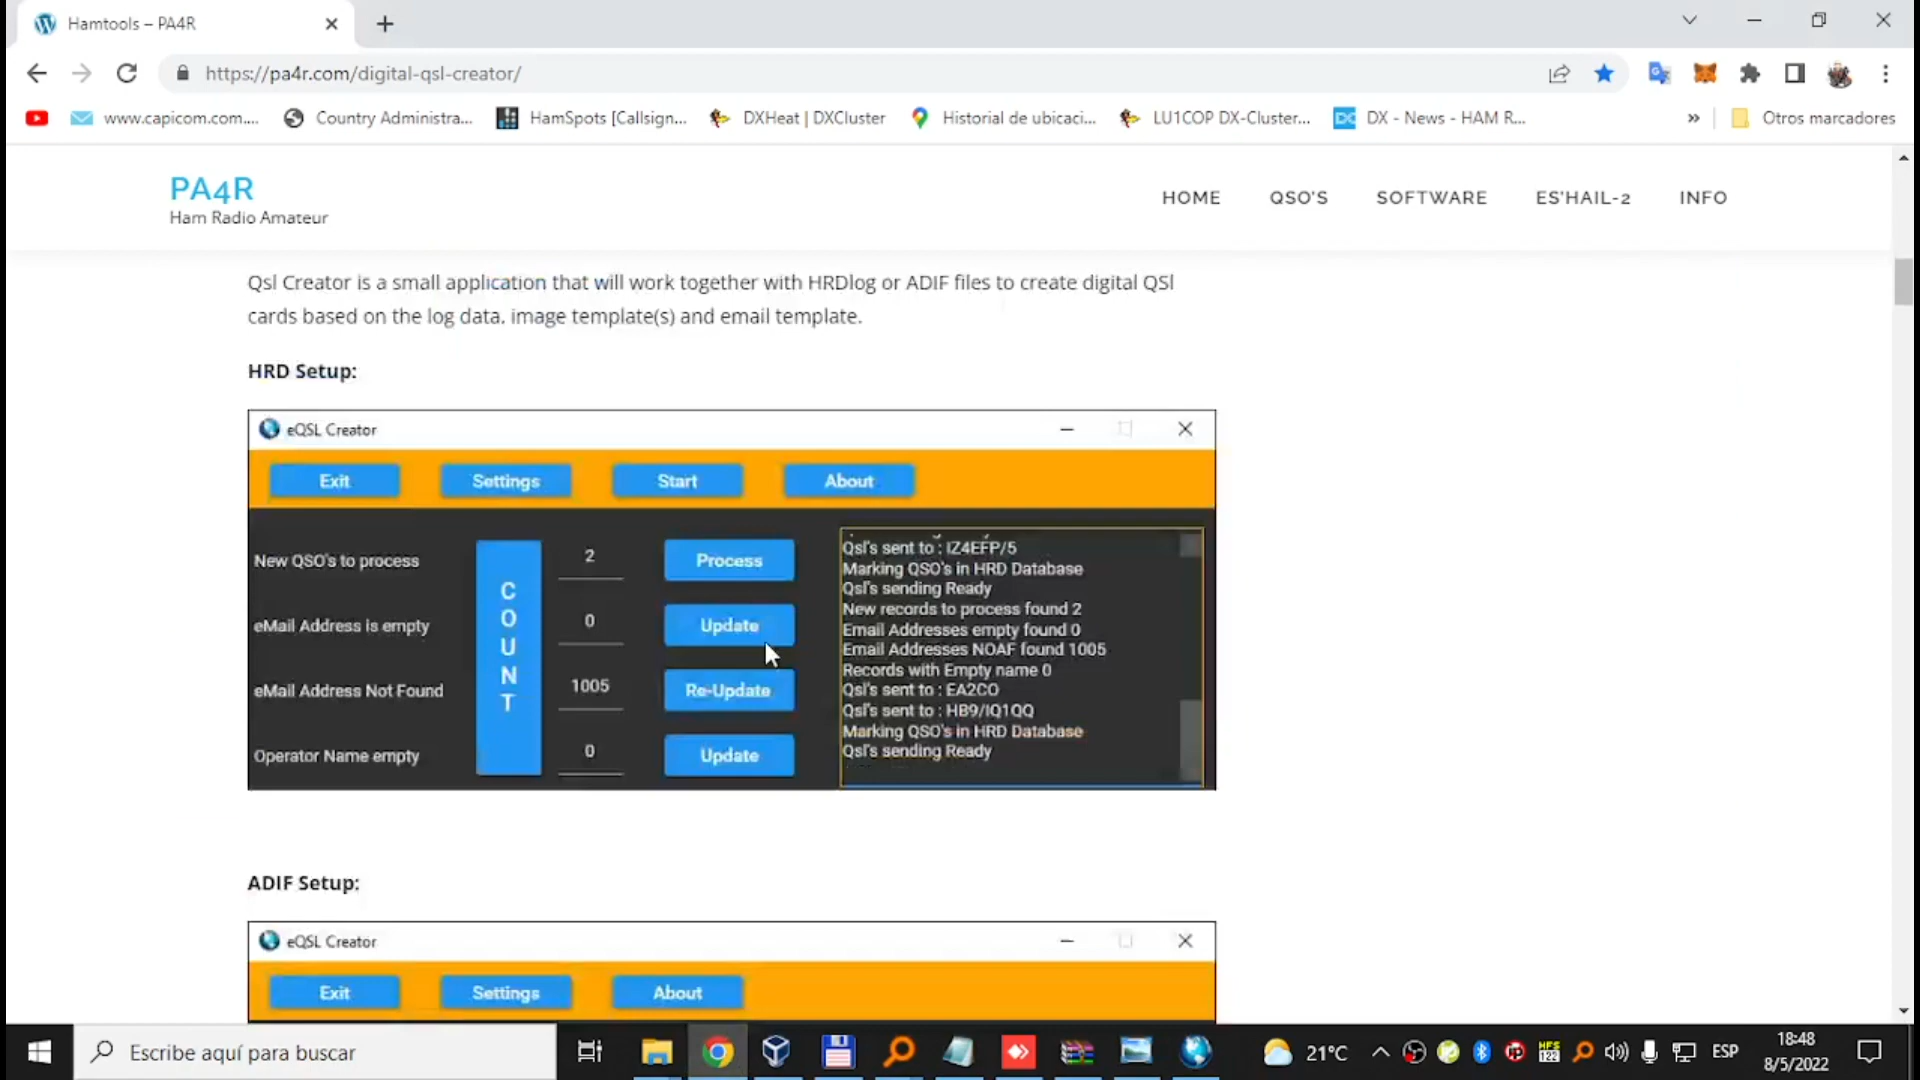 Hamtools – PA4R
https://pa4r.com/digital-qsl-creator/
www.capicom.com....
Country Administra...
HamSpots [Callsign...
DXHeat | DXCluster
Historial de ubicaci...
LU1COP DX-Cluster...
DX - News - HAM R...
»
Otros marcadores
PA4R
Ham Radio Amateur
HOME
QSO'S
SOFTWARE
ES'HAIL-2
INFO
Qsl Creator is a small application that will work together with HRDlog or ADIF files to create digital QSl
cards based on the log data. image template(s) and email template.
HRD Setup:
eQSL Creator
Exit
Settings
Start
About
New QSO's to process
2
Process
eMail Address is empty
0
Update
eMail Address Not Found
1005
Re-Update
Operator Name empty
0
Update
C
O
U
N
T
Qsl's sent to : IZ4EFP/5
Marking QSO's in HRD Database
Qsl's sending Ready
New records to process found 2
Email Addresses empty found 0
Email Addresses NOAF found 1005
Records with Empty name 0
Qsl's sent to : EA2CO
Qsl's sent to : HB9/IQ1QQ
Marking QSO's in HRD Database
Qsl's sending Ready
ADIF Setup:
eQSL Creator
Exit
Settings
About
Escribe aquí para buscar
21°C
HFS
122
ESP
18:48
8/5/2022